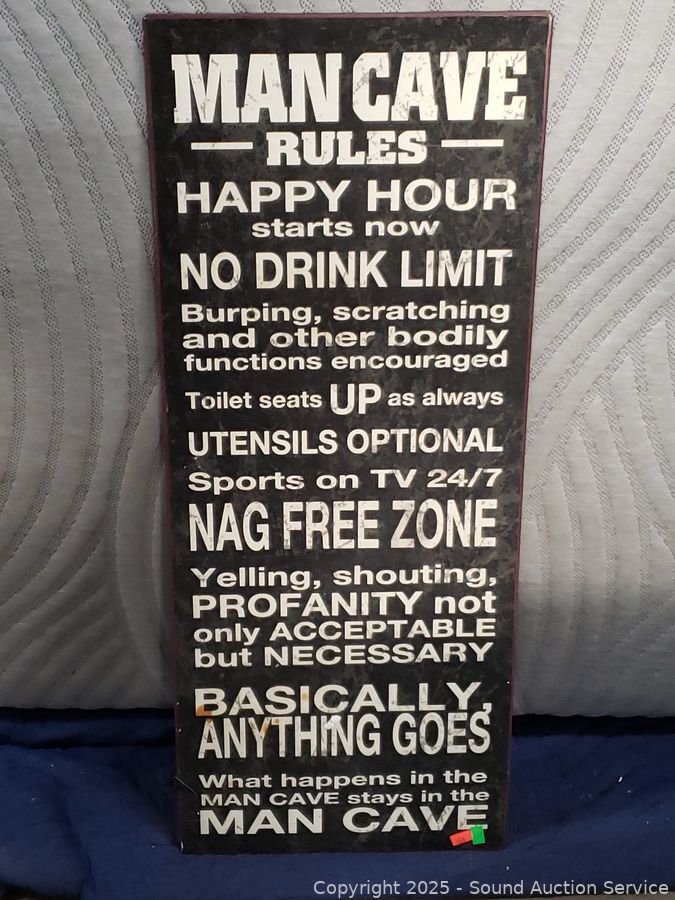 MAN CAVE
RULES
HAPPY HOUR
starts now
NO DRINK LIMIT
Burping, scratching
and other bodily
functions encouraged
Toilet seats UP as always
UTENSILS OPTIONAL
Sports on TV 24/7
NAG FREE ZONE
Yelling, shouting,
PROFANITY not
only ACCEPTABLE
but NECESSARY
BASICALLY,
ANYTHING GOES
What happens in the
MAN CAVE stays in the
MAN CAVE
Copyright 2025 - Sound Auction Service